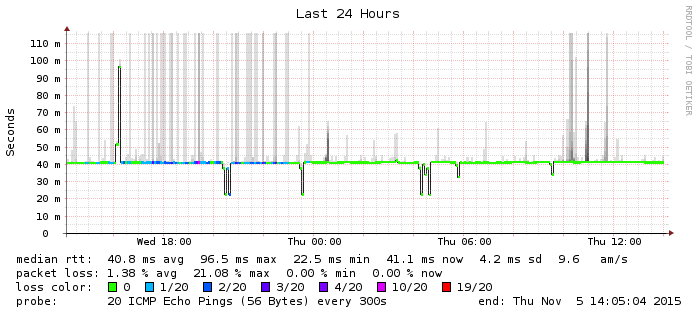 Last 24 Hours
RRDTOOL / TOBI OETIKER
Seconds
110 m
100 m
90 m
80 m
70 m
60 m
50 m
40 m
30 m
20 m
10 m
0
Wed 18:00 Thu 00:00 Thu 06:00 Thu 12:00
median rtt: 40.8 ms avg 96.5 ms max 22.5 ms min 41.1 ms now 4.2 ms sd 9.6 am/s
packet loss: 1.38 % avg 21.08 % max 0.00 % min 0.00 % now
loss color: 0 1/20 2/20 3/20 4/20 10/20 19/20
probe: 20 ICMP Echo Pings (56 Bytes) every 300s end: Thu Nov 5 14:05:04 2015